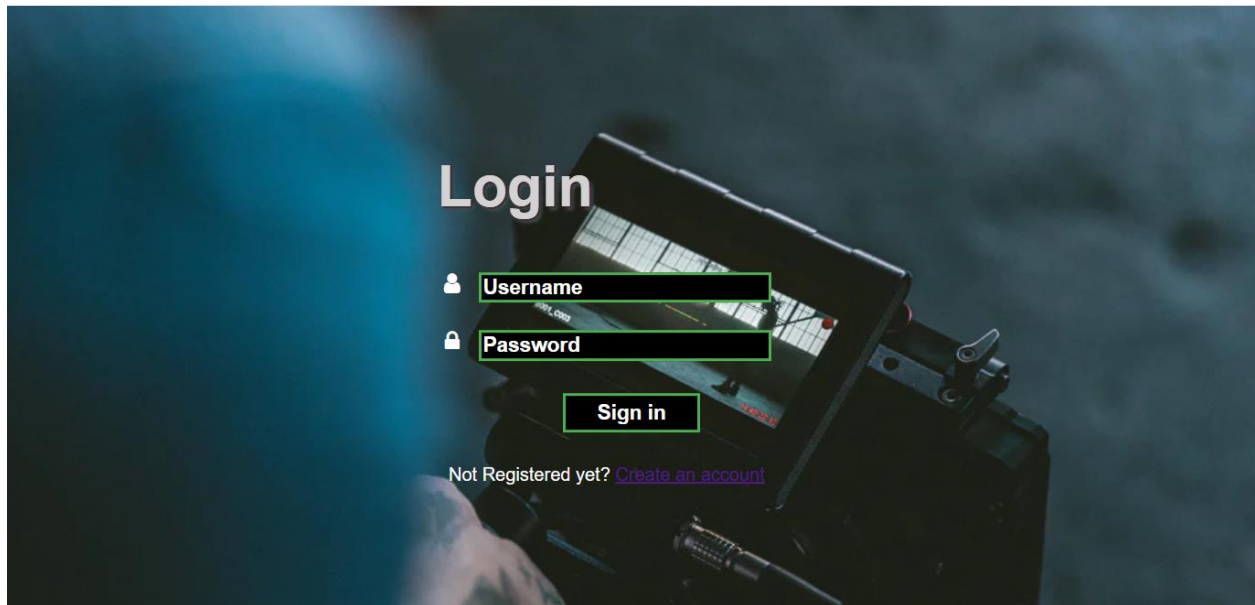 Login
Username
Password
Sign in
Not Registered yet? Create an account